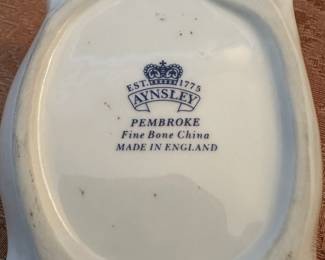 EST. 1775
AYNSLEY
PEMBROKE
Fine Bone China
MADE IN ENGLAND